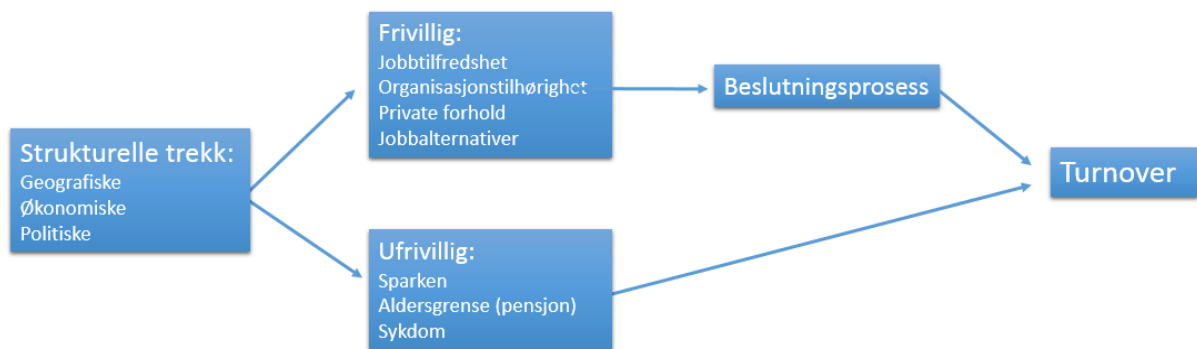 Strukturelle trekk:
Geografiske
Økonomiske
Politiske
Frivillig:
Jobbtilfredshet
Organisasjonstilhørighet
Private forhold
Jobbalternativer
Ufrivillig:
Sparken
Aldersgrense (pensjon)
Sykdom
Beslutningsprosess
Turnover